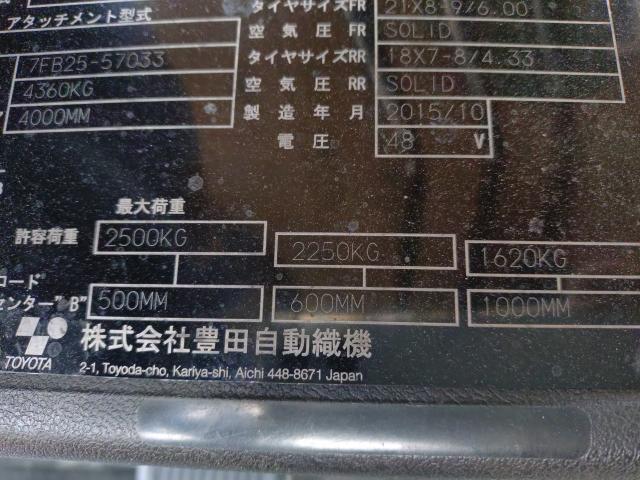 タイヤサイズFR 21X8-9/6.00
アタッチメント型式
空気圧FR SOLID
7FB25-57033 タイヤサイズRR 18X7-8/4.33
4360KG 空気圧RR SOLID
4000MM 製造年月 2015/10
電圧 48 V
最大荷重
許容荷重 2500KG 2250KG 1620KG
ロード
センター"B" 500MM 600MM 1000MM
株式会社豊田自動織機
TOYOTA
2-1, Toyoda-cho, Kariya-shi, Aichi 448-8671 Japan